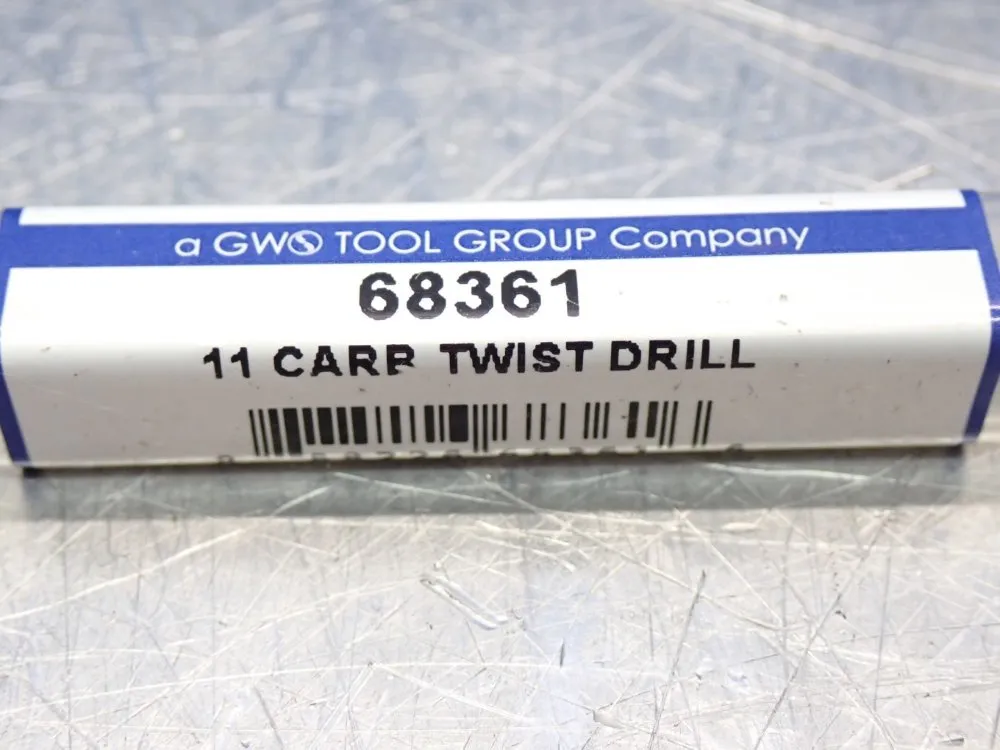 a GWS TOOL GROUP Company
68361
11 CARB TWIST DRILL